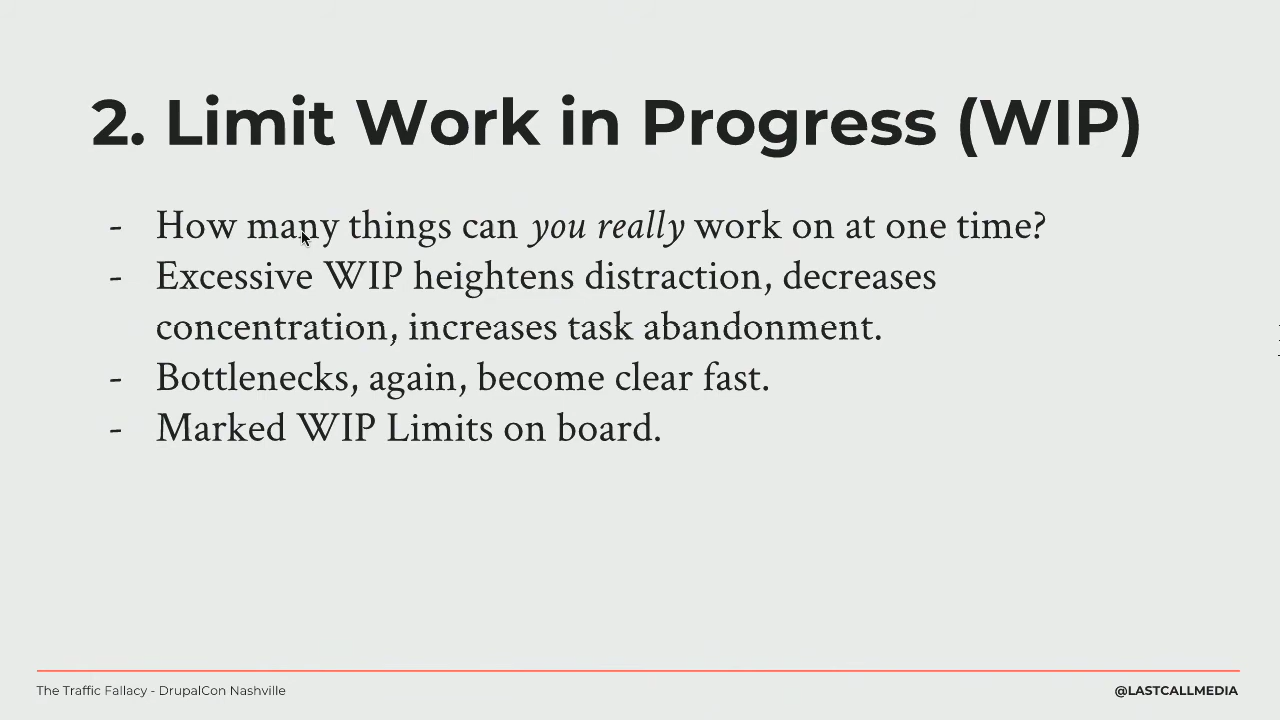 2. Limit Work in Progress (WIP)
- How many things can you really work on at one time?
- Excessive WIP heightens distraction, decreases
concentration, increases task abandonment.
- Bottlenecks, again, become clear fast.
- Marked WIP Limits on board.
The Traffic Fallacy - DrupalCon Nashville
@LASTCALLMEDIA